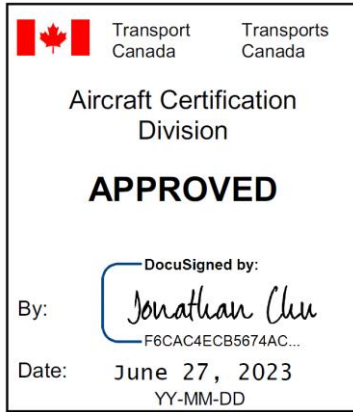 Transport Transports
Canada Canada
Aircraft Certification
Division
APPROVED
DocuSigned by:
By: Jonathan Chu
F6CAC4ECB5674AC...
Date: June 27, 2023
YY-MM-DD